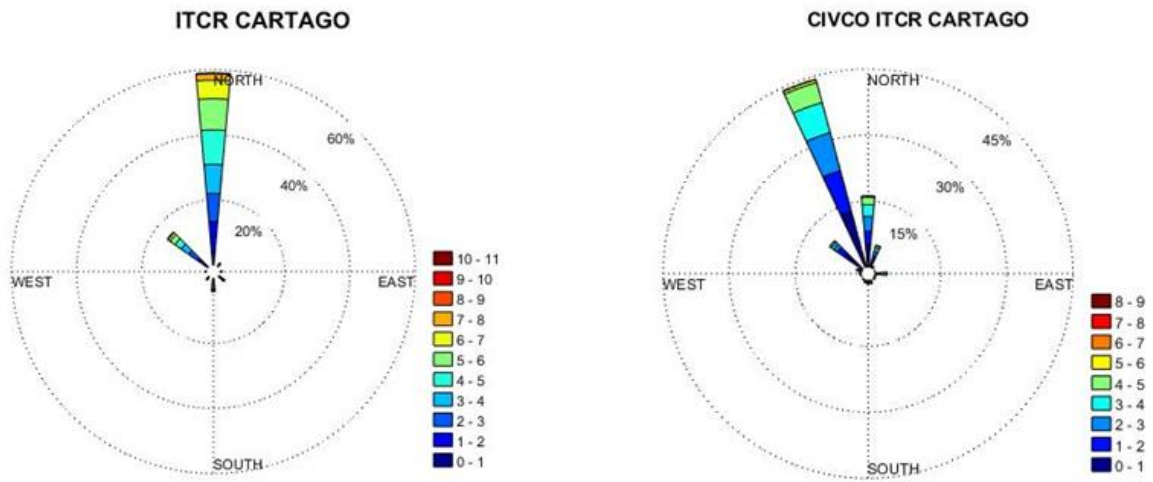 ITCR CARTAGO
NORTH
60%
40%
20%
WEST
EAST
SOUTH
10 - 11
9 - 10
8 - 9
7 - 8
6 - 7
5 - 6
4 - 5
3 - 4
2 - 3
1 - 2
0 - 1
CIVCO ITCR CARTAGO
NORTH
45%
30%
15%
WEST
EAST
SOUTH
8 - 9
7 - 8
6 - 7
5 - 6
4 - 5
3 - 4
2 - 3
1 - 2
0 - 1